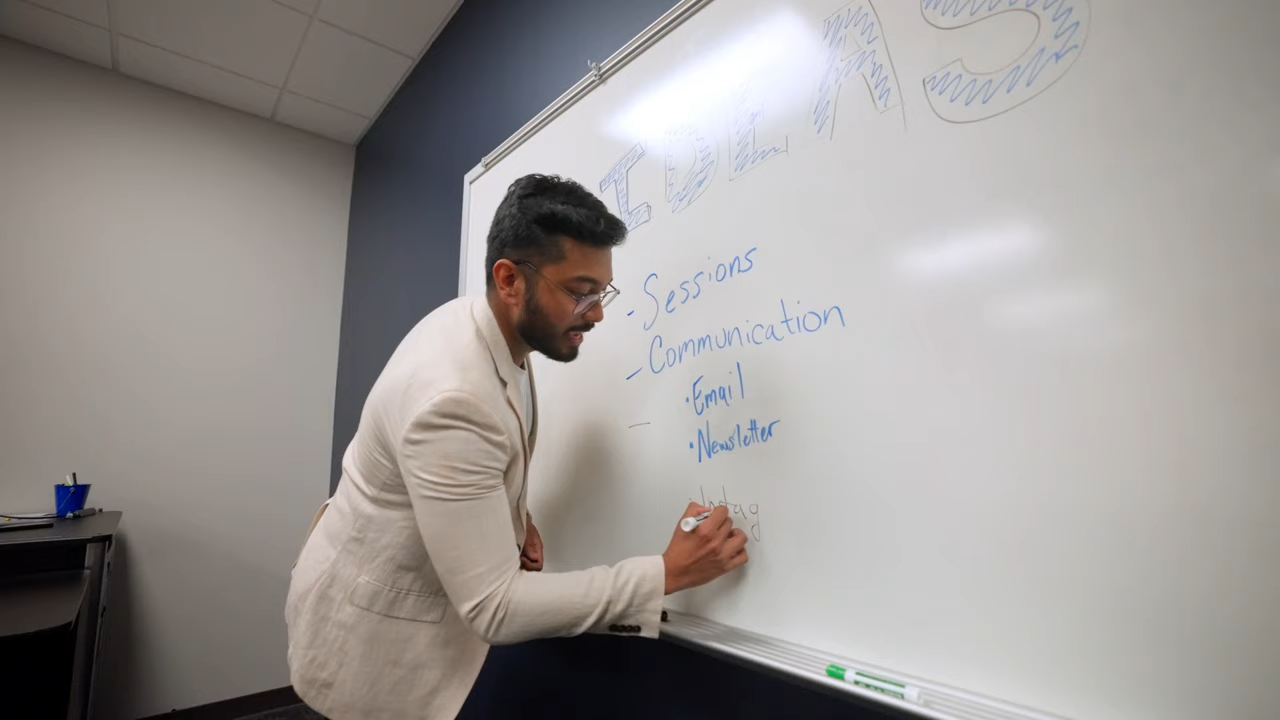 IDEAS
- Sessions
- Communication
• Email
• Newsletter
-